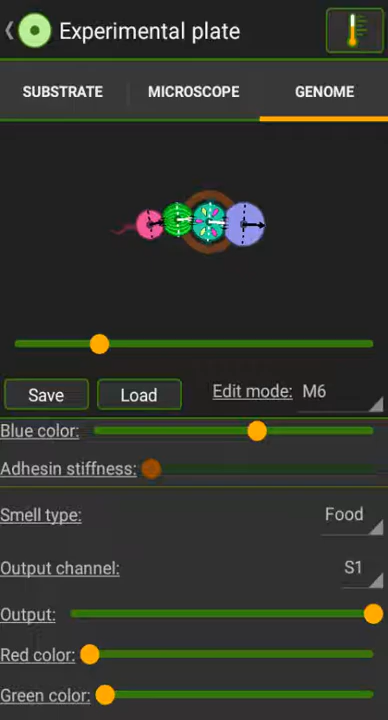 Experimental plate
SUBSTRATE MICROSCOPE GENOME
Save Load Edit mode: M6
Blue color:
Adhesin stiffness:
Smell type: Food
Output channel: S1
Output:
Red color:
Green color: